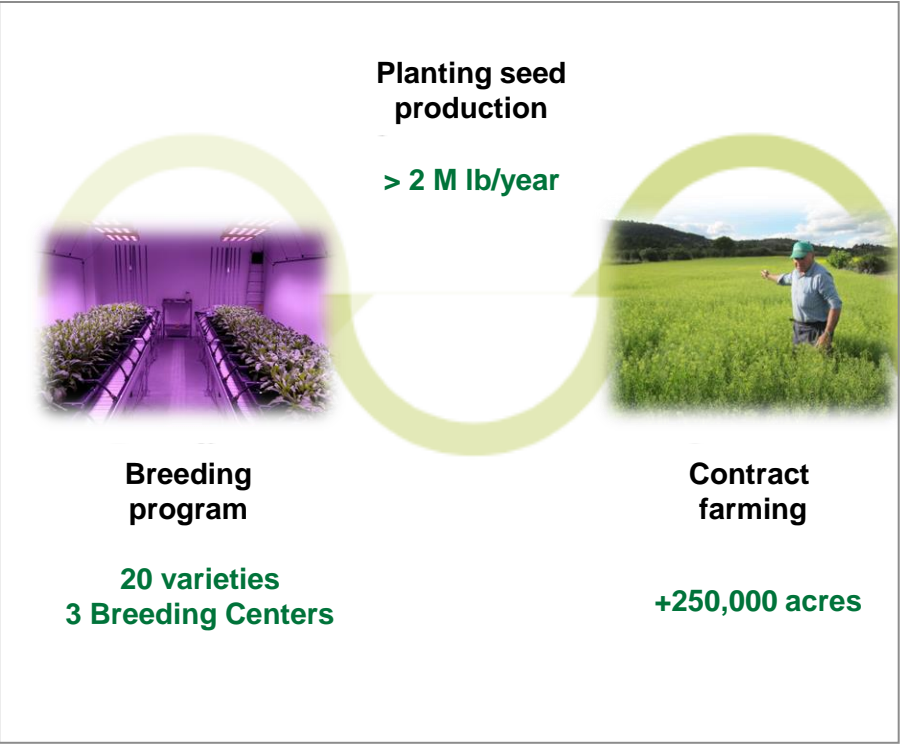 Planting seed
production
> 2 M lb/year
Breeding
program
20 varieties
3 Breeding Centers
Contract
farming
+250,000 acres